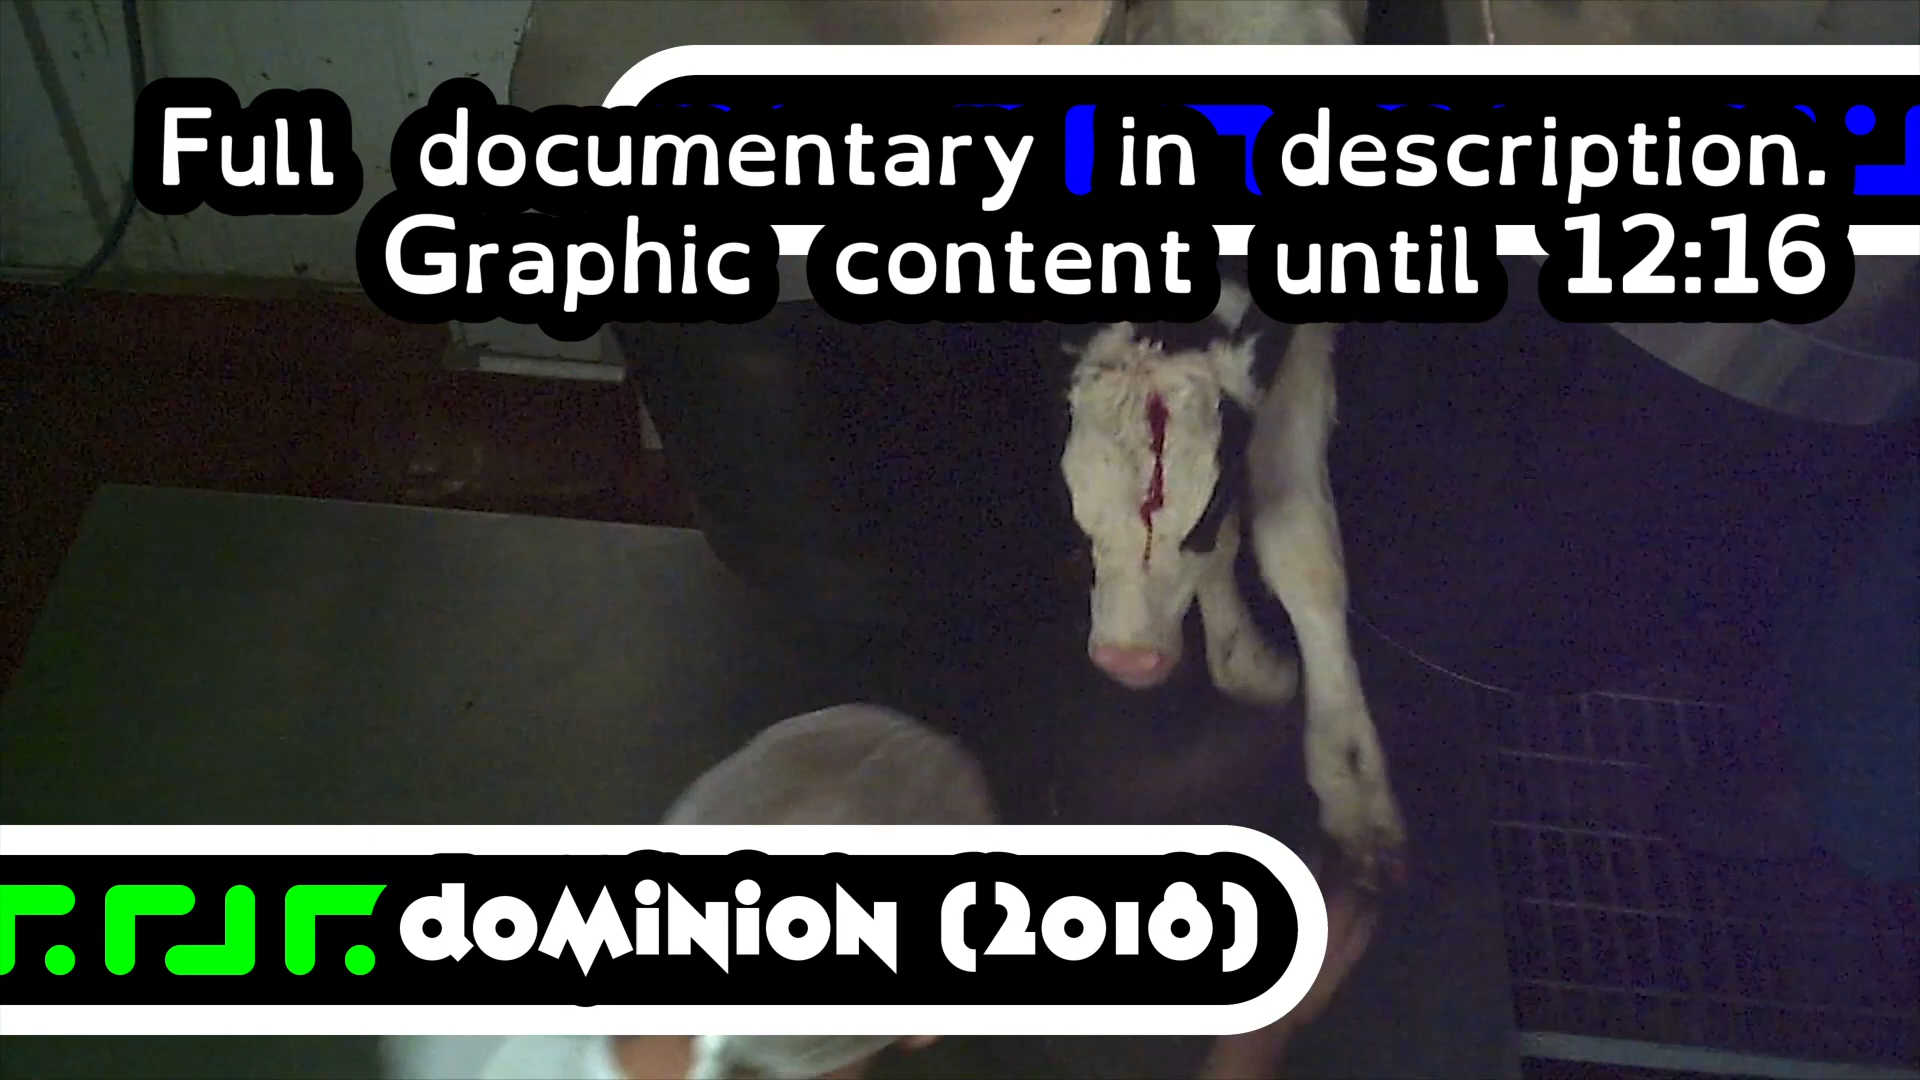 Full documentary in description.
Graphic content until 12:16
doMiNioN (2018)